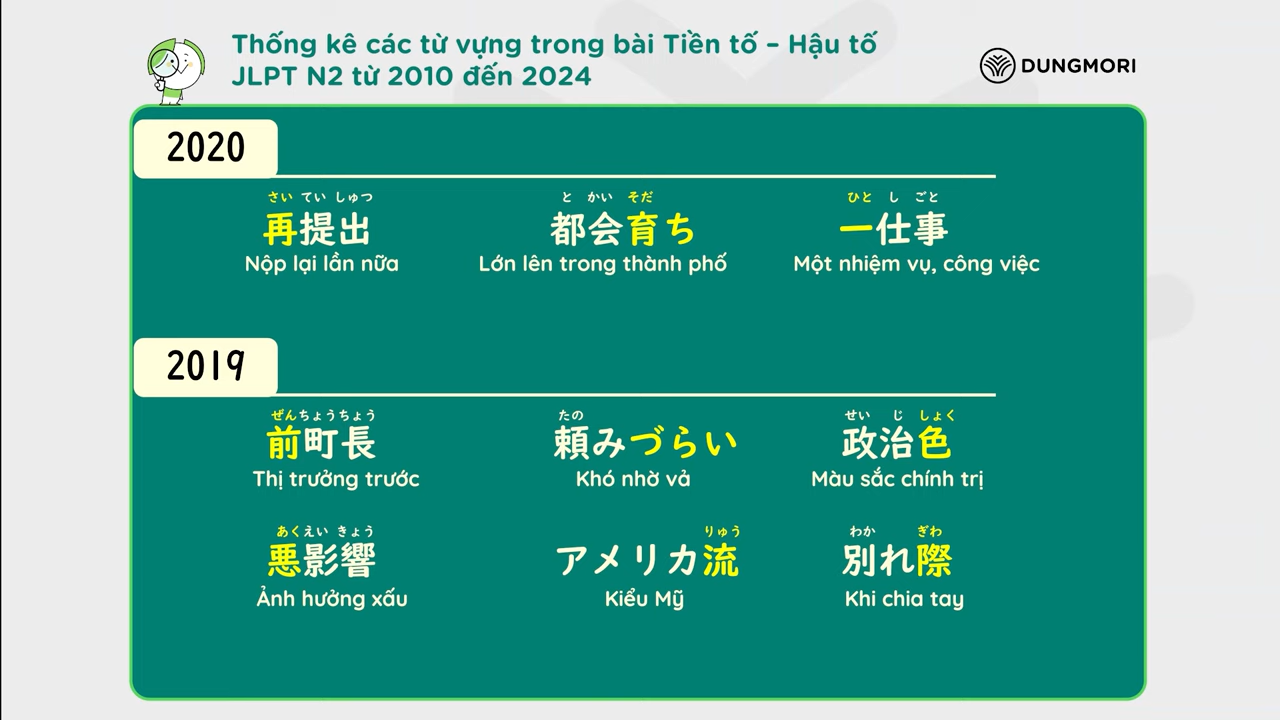 Thống kê các từ vựng trong bài Tiền tố – Hậu tố
JLPT N2 từ 2010 đến 2024
DUNGMORI
2020
さい てい しゅつ
再提出
Nộp lại lần nữa
と かい そだ
都会育ち
Lớn lên trong thành phố
ひと し ごと
一仕事
Một nhiệm vụ, công việc
2019
ぜんちょうちょう
前町長
Thị trưởng trước
たの
頼みづらい
Khó nhờ vả
せい じ しょく
政治色
Màu sắc chính trị
あくえい きょう
悪影響
Ảnh hưởng xấu
りゅう
アメリカ流
Kiểu Mỹ
わか ぎわ
別れ際
Khi chia tay